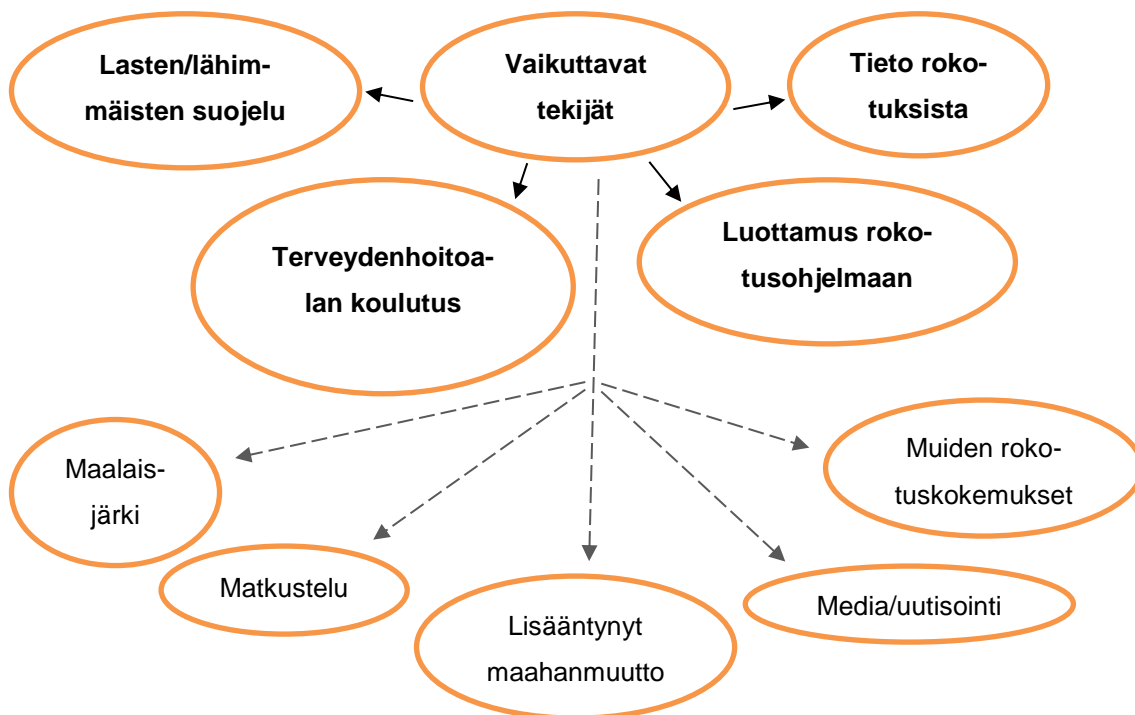 Lasten/lähim-
mäisten suojelu
Vaikuttavat
tekijät
Tieto roko-
tuksista
Terveydenhoitoa-
lan koulutus
Luottamus roko-
tusohjelmaan
Maalais-
järki
Matkustelu
Lisääntynyt
maahanmuutto
Media/uutisointi
Muiden roko-
tuskokemukset